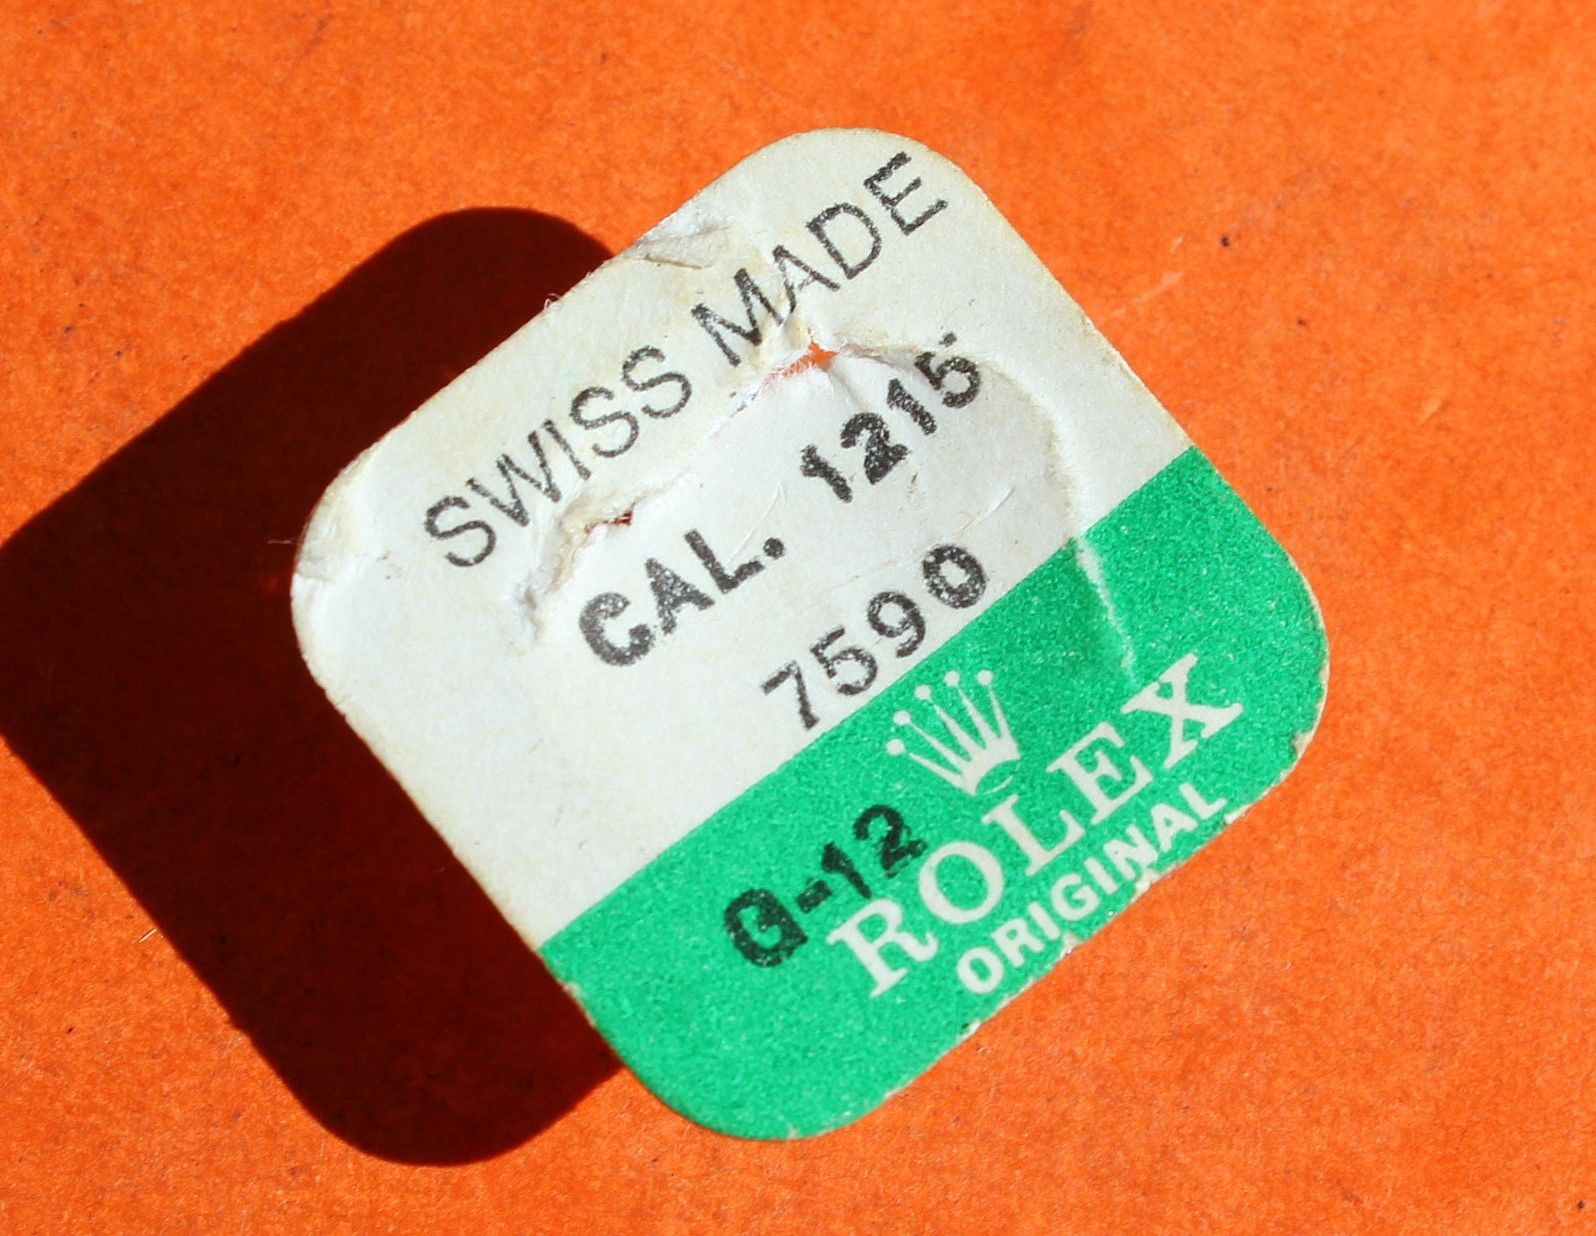 SWISS MADE
CAL. 1215
7590
G-12
ROLEX
ORIGINAL